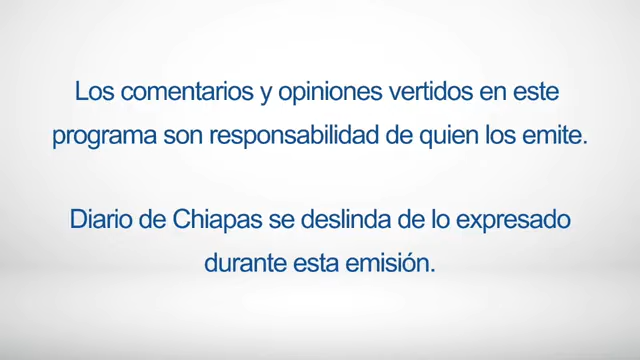 Los comentarios y opiniones vertidos en este
programa son responsabilidad de quien los emite.
Diario de Chiapas se deslinda de lo expresado
durante esta emisión.